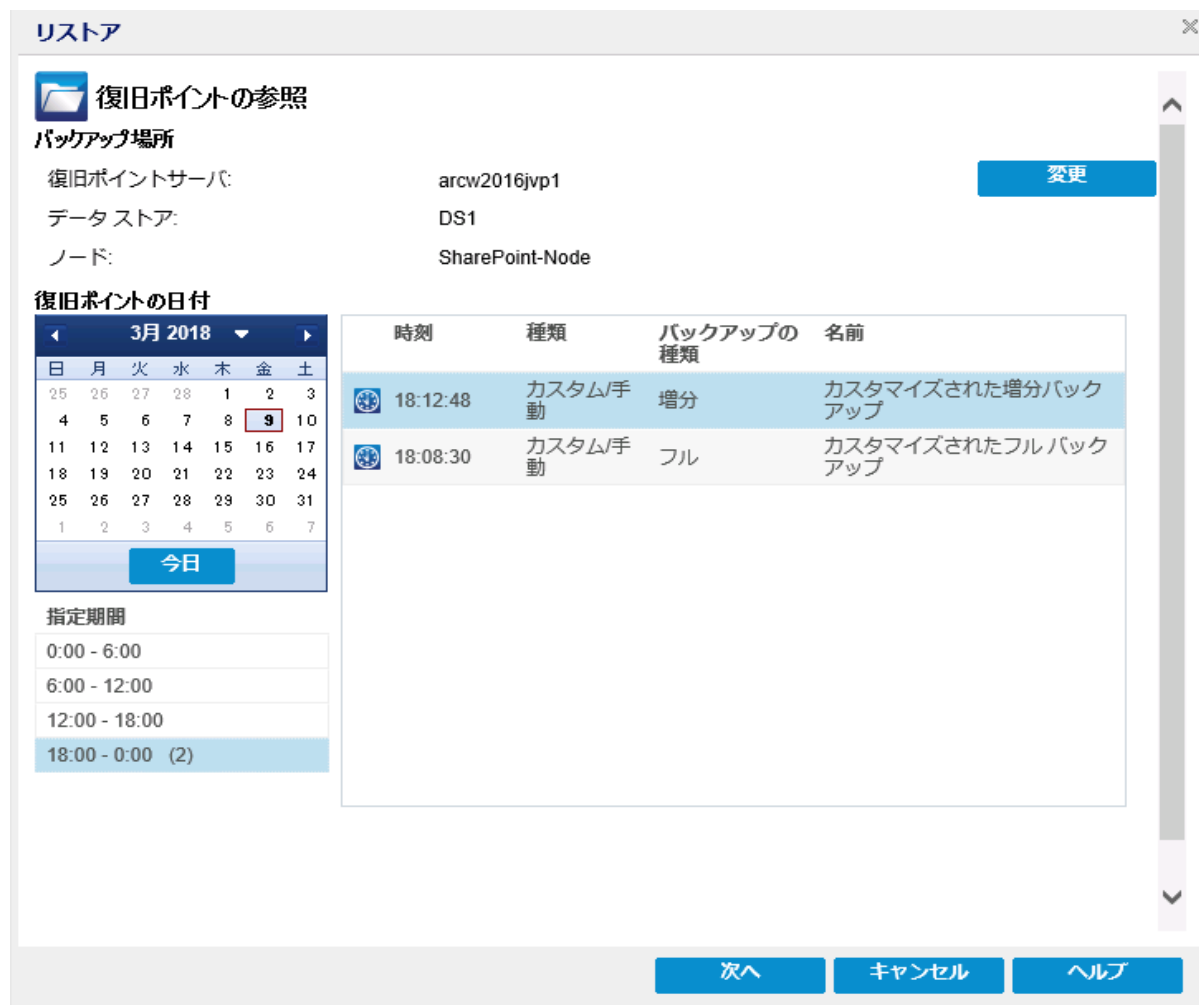 リストア
復旧ポイントの参照
バックアップ場所
復旧ポイントサーバ: arcw2016jvp1 変更
データ ストア: DS1
ノード: SharePoint-Node
復旧ポイントの日付
3月 2018
日 月 火 水 木 金 土
25 26 27 28 1 2 3
4 5 6 7 8 9 10
11 12 13 14 15 16 17
18 19 20 21 22 23 24
25 26 27 28 29 30 31
1 2 3 4 5 6 7
今日
指定期間
0:00 - 6:00
6:00 - 12:00
12:00 - 18:00
18:00 - 0:00 (2)
時刻 種類 バックアップの
種類 名前
18:12:48 カスタム/手
動 増分 カスタマイズされた増分バック
アップ
18:08:30 カスタム/手
動 フル カスタマイズされたフル バック
アップ
次へ キャンセル ヘルプ